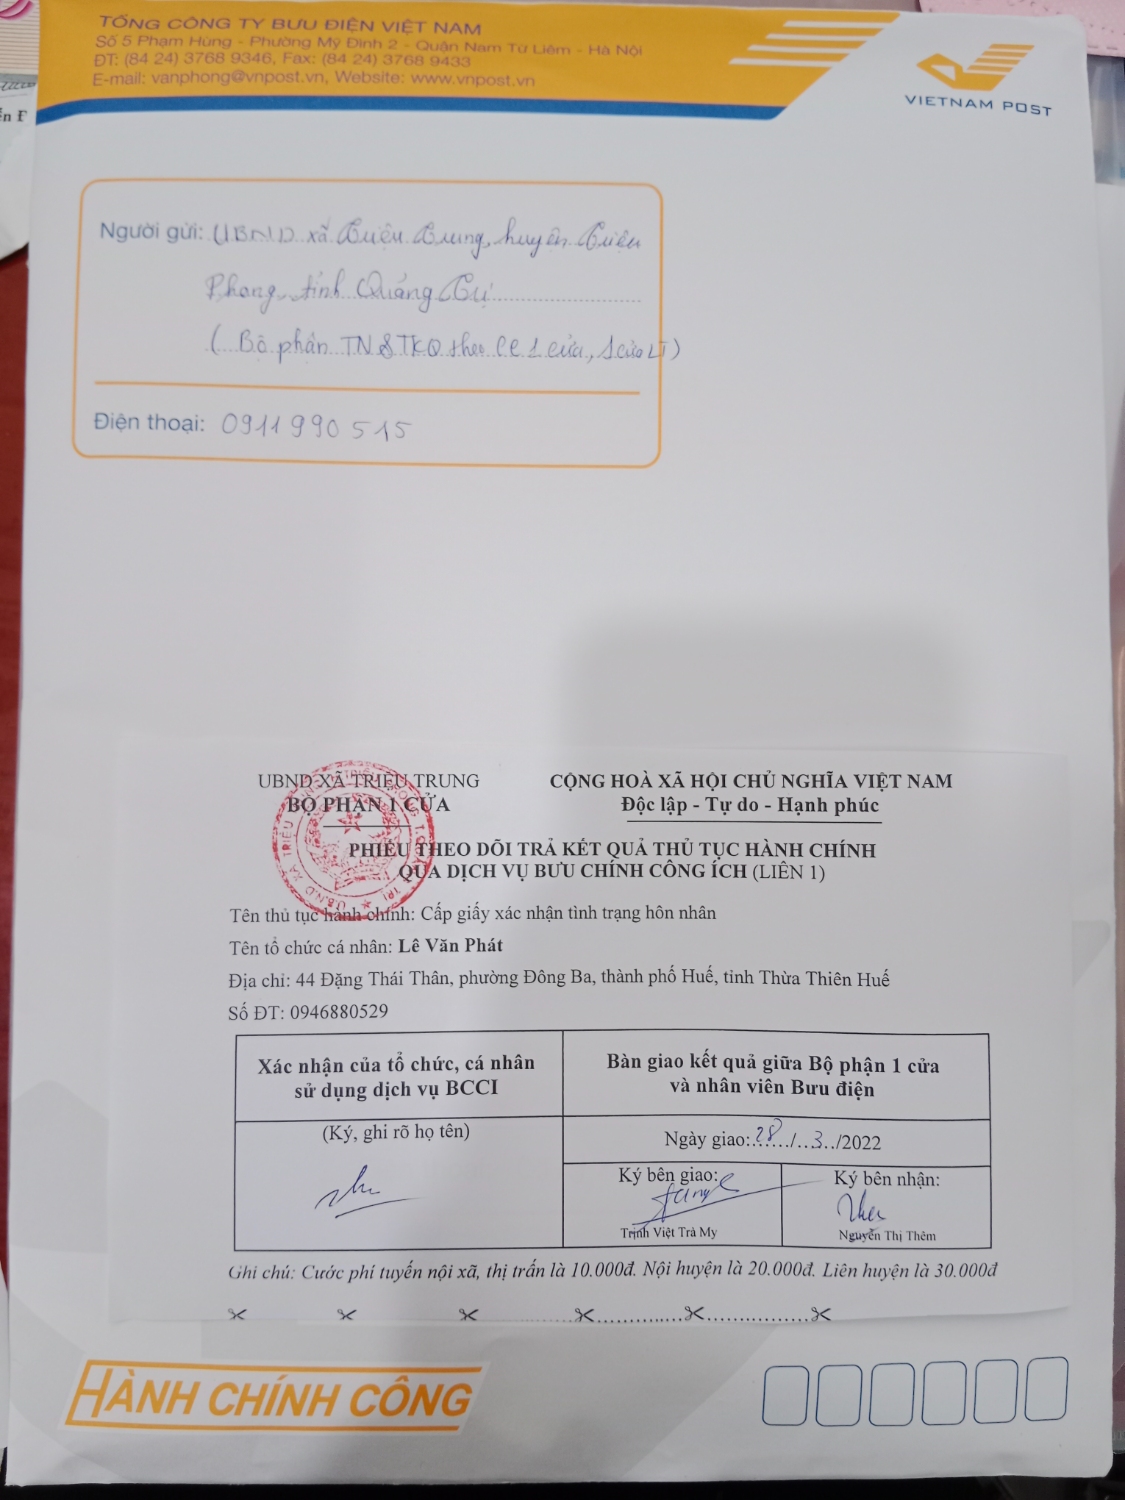 TỔNG CÔNG TY BƯU ĐIỆN VIỆT NAM
Số 5 Phạm Hùng - Phường Mỹ Đình 2 - Quận Nam Từ Liêm - Hà Nội
ĐT: (84 24) 3768 9346, Fax: (84 24) 3768 9433
E-mail: vanphong@vnpost.vn, Website: www.vnpost.vn
VIETNAM POST
Người gửi: UBND xã Triệu Trung, huyện Triệu
Phong, tỉnh Quảng Trị
( Bộ phận TN & TKQ theo CC 1 cửa, 1 cửa LT )
Điện thoại: 0911990515
UBND XÃ TRIỆU TRUNG
BỘ PHẬN 1 CỬA
CỘNG HOÀ XÃ HỘI CHỦ NGHĨA VIỆT NAM
Độc lập - Tự do - Hạnh phúc
PHIẾU THEO DÕI TRẢ KẾT QUẢ THỦ TỤC HÀNH CHÍNH
QUA DỊCH VỤ BƯU CHÍNH CÔNG ÍCH (LIÊN 1)
Tên thủ tục hành chính: Cấp giấy xác nhận tình trạng hôn nhân
Tên tổ chức cá nhân: Lê Văn Phát
Địa chỉ: 44 Đặng Thái Thân, phường Đông Ba, thành phố Huế, tỉnh Thừa Thiên Huế
Số ĐT: 0946880529
Xác nhận của tổ chức, cá nhân
sử dụng dịch vụ BCCI
Bàn giao kết quả giữa Bộ phận 1 cửa
và nhân viên Bưu điện
(Ký, ghi rõ họ tên)
Ngày giao:28/..3../2022
Ký bên giao:
Trịnh Việt Trà My
Ký bên nhận:
Nguyễn Thị Thêm
Ghi chú: Cước phí tuyến nội xã, thị trấn là 10.000đ. Nội huyện là 20.000đ. Liên huyện là 30.000đ
HÀNH CHÍNH CÔNG